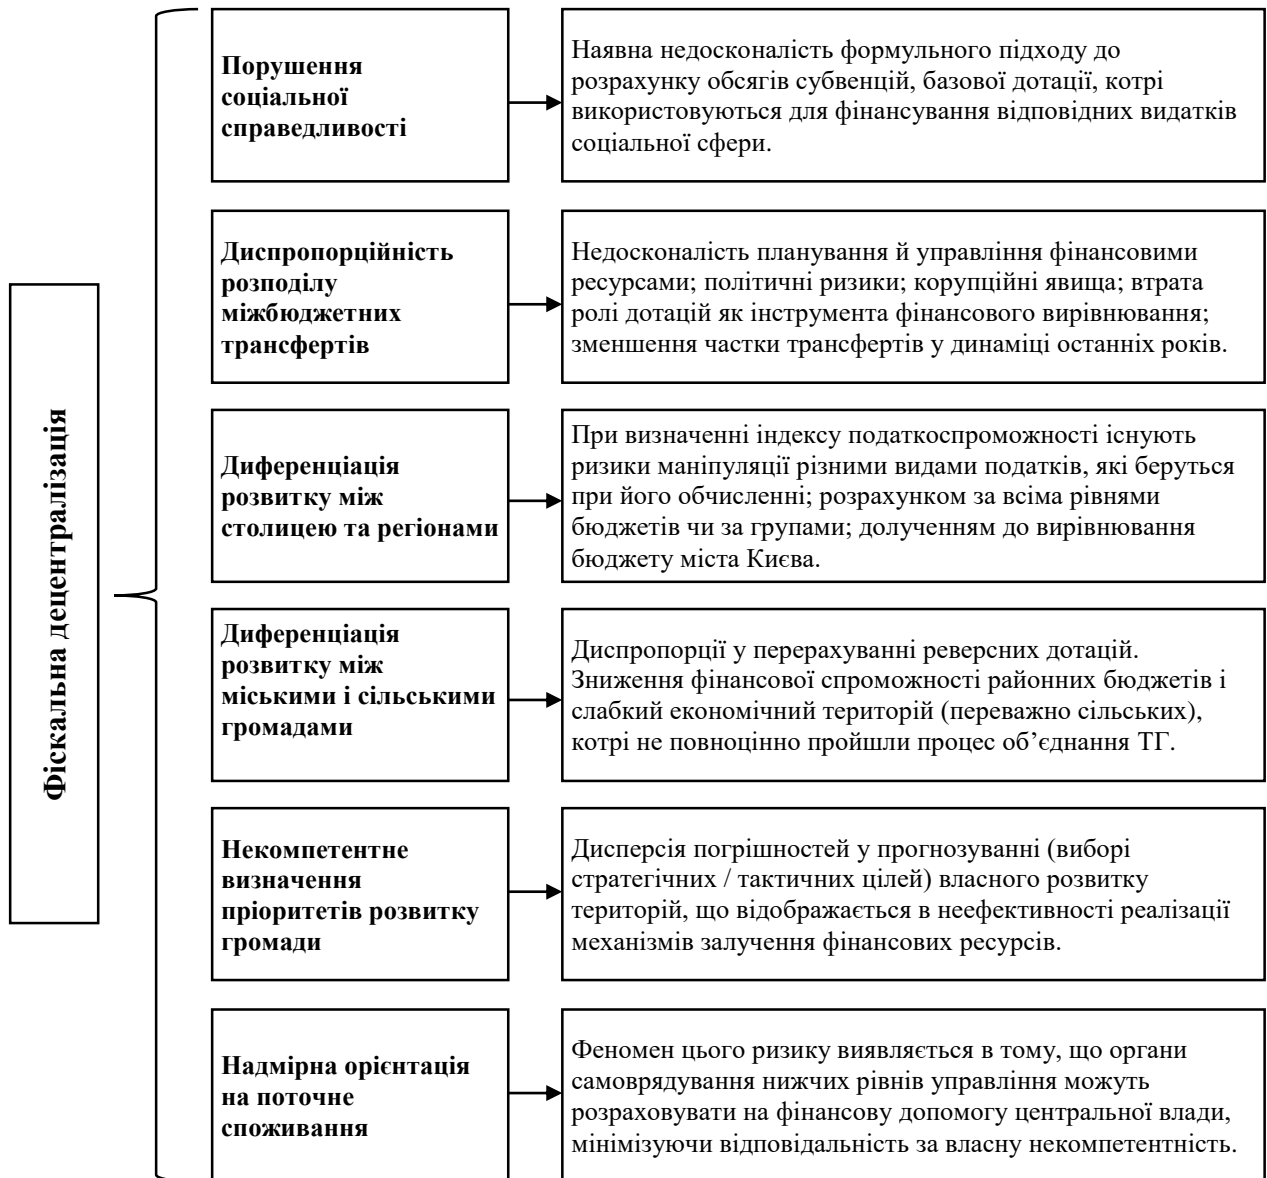 Фіскальна децентралізація
Порушення
соціальної
справедливості
Наявна недосконалість формульного підходу до
розрахунку обсягів субвенцій, базової дотації, котрі
використовуються для фінансування відповідних видатків
соціальної сфери.
Диспропорційність
розподілу
міжбюджетних
трансфертів
Недосконалість планування й управління фінансовими
ресурсами; політичні ризики; корупційні явища; втрата
ролі дотацій як інструмента фінансового вирівнювання;
зменшення частки трансфертів у динаміці останніх років.
Диференціація
розвитку між
столицею та регіонами
При визначенні індексу податкоспроможності існують
ризики маніпуляції різними видами податків, які беруться
при його обчисленні; розрахунком за всіма рівнями
бюджетів чи за групами; долученням до вирівнювання
бюджету міста Києва.
Диференціація
розвитку між
міськими і сільськими
громадами
Диспропорції у перерахуванні реверсних дотацій.
Зниження фінансової спроможності районних бюджетів і
слабкий економічний територій (переважно сільських),
котрі не повноцінно пройшли процес об’єднання ТГ.
Некомпетентне
визначення
пріоритетів розвитку
громади
Дисперсія погрішностей у прогнозуванні (виборі
стратегічних / тактичних цілей) власного розвитку
територій, що відображається в неефективності реалізації
механізмів залучення фінансових ресурсів.
Надмірна орієнтація
на поточне
споживання
Феномен цього ризику виявляється в тому, що органи
самоврядування нижчих рівнів управління можуть
розраховувати на фінансову допомогу центральної влади,
мінімізуючи відповідальність за власну некомпетентність.